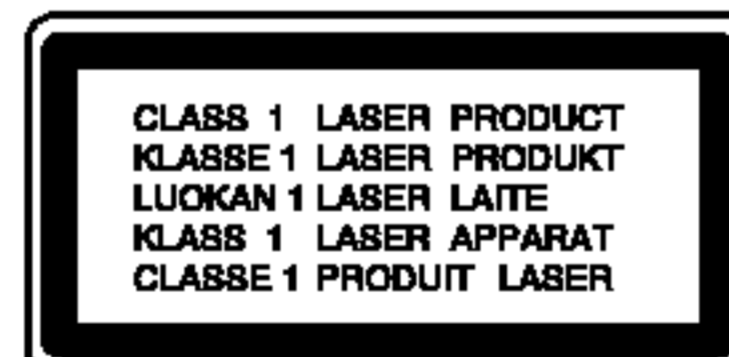 CLASS 1 LASER PRODUCT
KLASSE 1 LASER PRODUKT
LUOKAN 1 LASER LAITE
KLASS 1 LASER APPARAT
CLASSE 1 PRODUIT LASER